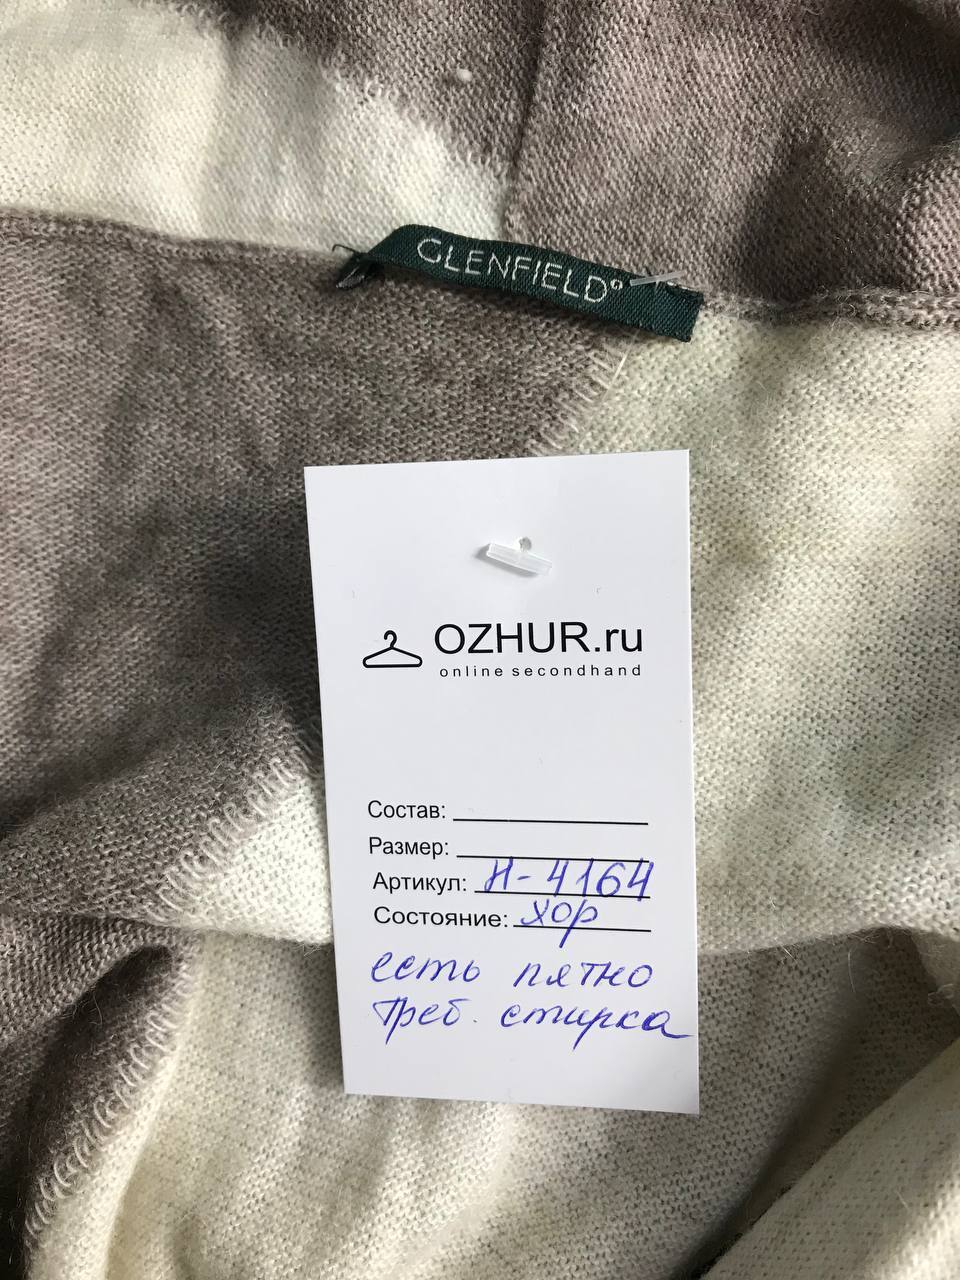 GLENFIELD®
OZHUR.ru
online secondhand
Состав:
Размер:
Артикул: Н-4164
Состояние: хор
есть пятно
треб. стирка